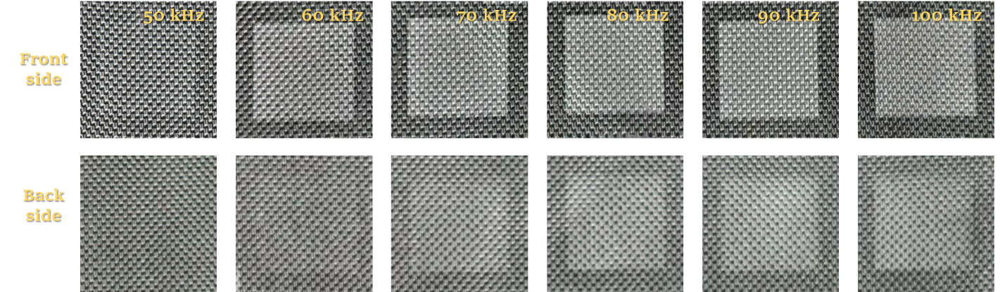 50 kHz
60 kHz
70 kHz
80 kHz
90 kHz
100 kHz
Front
side
Back
side